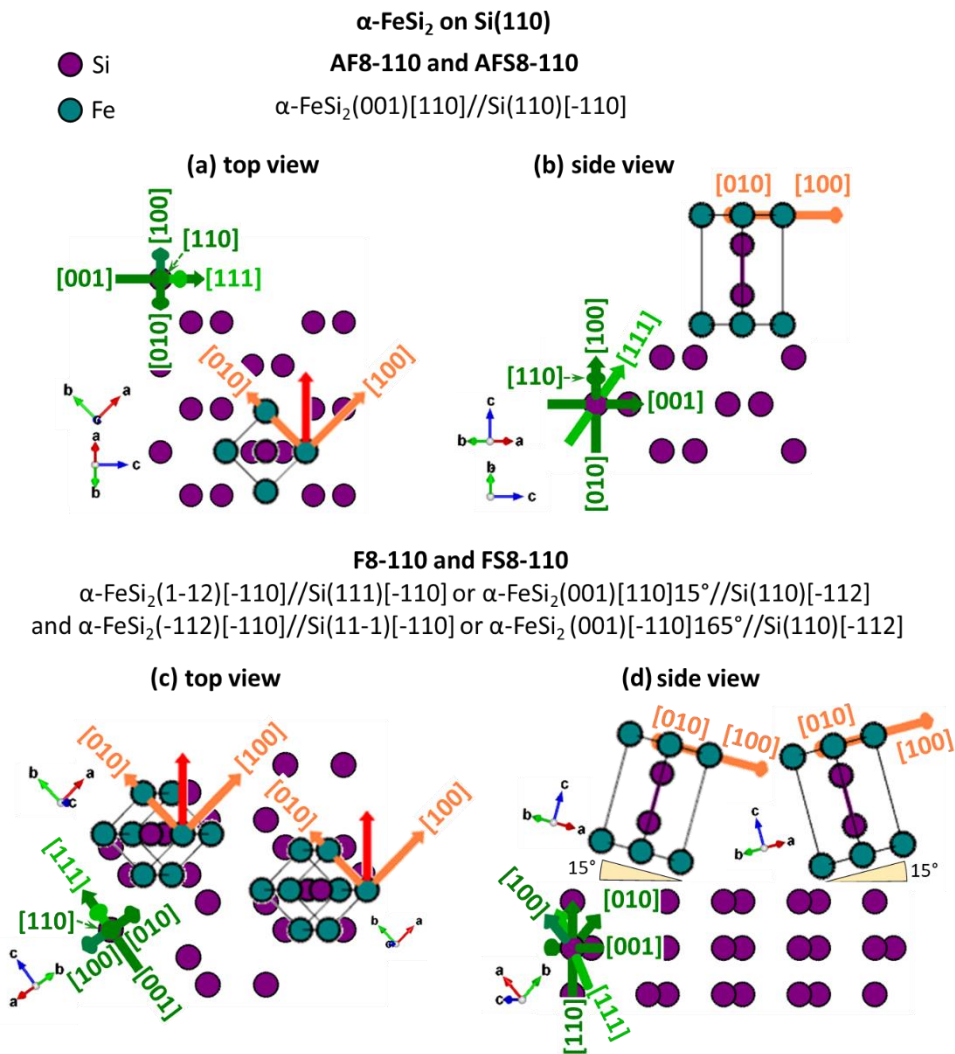 α-FeSi₂ on Si(110)
AF8-110 and AFS8-110
Si
Fe
α-FeSi₂(001)[110]//Si(110)[-110]
(a) top view
(b) side view
[100]
[110]
[001]
[111]
[010]
[010]
[100]
b
a
c
a
c
b
[010]
[100]
[100]
[111]
[110]
[001]
[010]
c
b
a
b
c
F8-110 and FS8-110
α-FeSi₂(1-12)[-110]//Si(111)[-110] or α-FeSi₂(001)[110]15°//Si(110)[-112]
and α-FeSi₂(-112)[-110]//Si(11-1)[-110] or α-FeSi₂ (001)[-110]165°//Si(110)[-112]
(c) top view
(d) side view
[010]
[100]
b
a
c
[010]
[100]
b
a
c
[111]
[110]
[010]
[100]
[001]
c
b
a
[010]
[100]
[010]
[100]
c
b
a
c
b
a
15°
15°
[100]
[010]
[001]
[111]
[110]
a
b
c